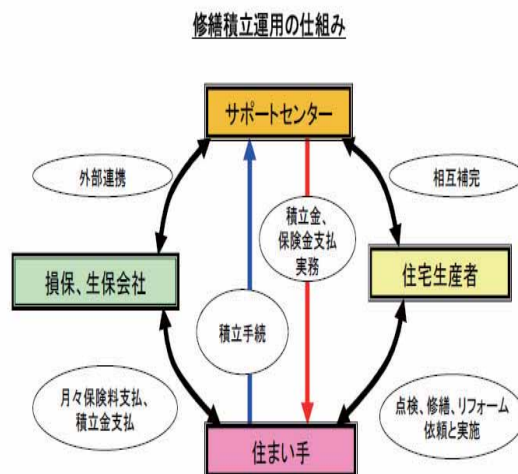 修繕積立運用の仕組み
サポートセンター
外部連携
相互補完
積立金、
保険金支払
実務
損保、生保会社
住宅生産者
積立手続
月々保険料支払、
積立金支払
点検、修繕、リフォーム
依頼と実施
住まい手